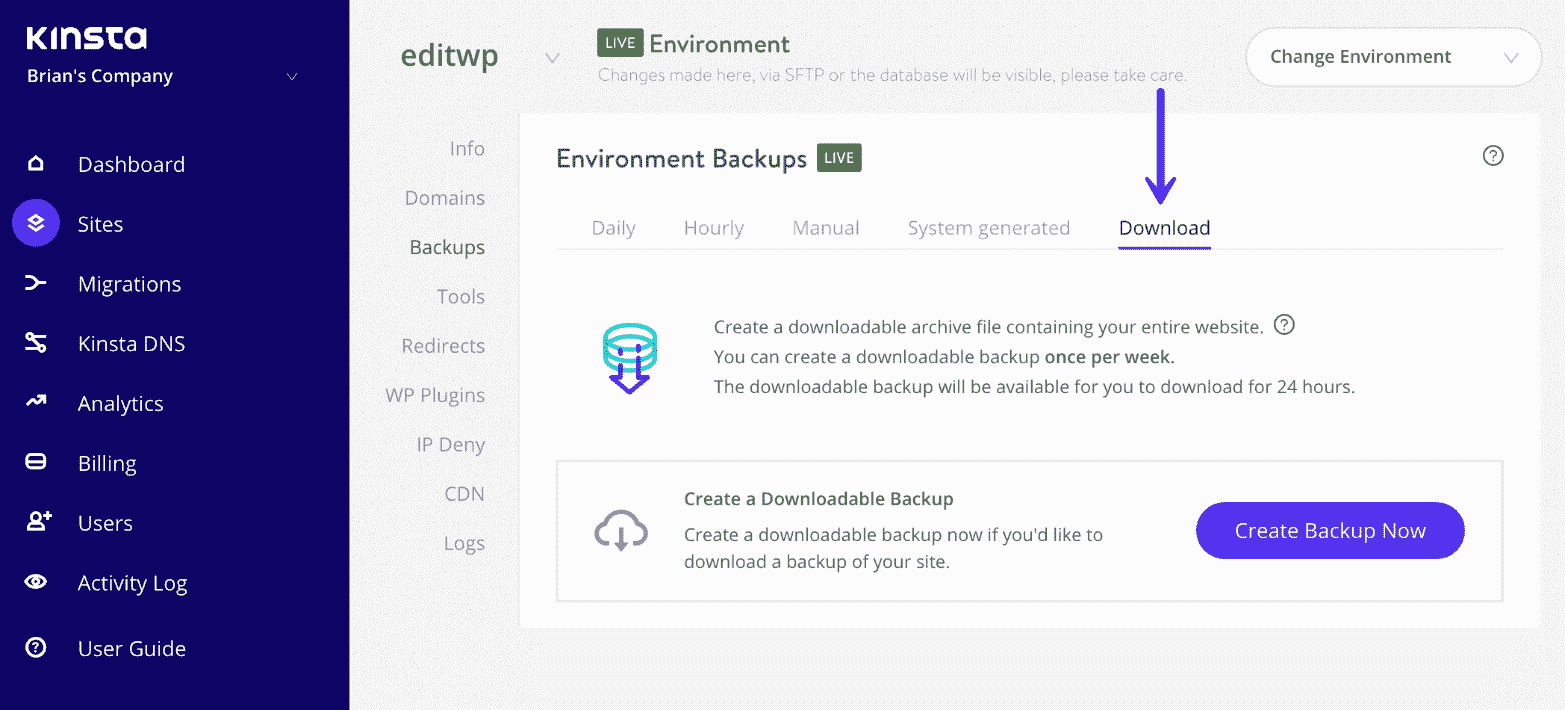 KINSTA
Brian's Company
Dashboard
Sites
Migrations
Kinsta DNS
Analytics
Billing
Users
Activity Log
User Guide
editwp
LIVE Environment
Changes made here, via SFTP or the database will be visible, please take care.
Change Environment
Info
Domains
Backups
Tools
Redirects
WP Plugins
IP Deny
CDN
Logs
Environment Backups LIVE
Daily Hourly Manual System generated Download
Create a downloadable archive file containing your entire website.
You can create a downloadable backup once per week.
The downloadable backup will be available for you to download for 24 hours.
Create a Downloadable Backup
Create a downloadable backup now if you'd like to
download a backup of your site.
Create Backup Now